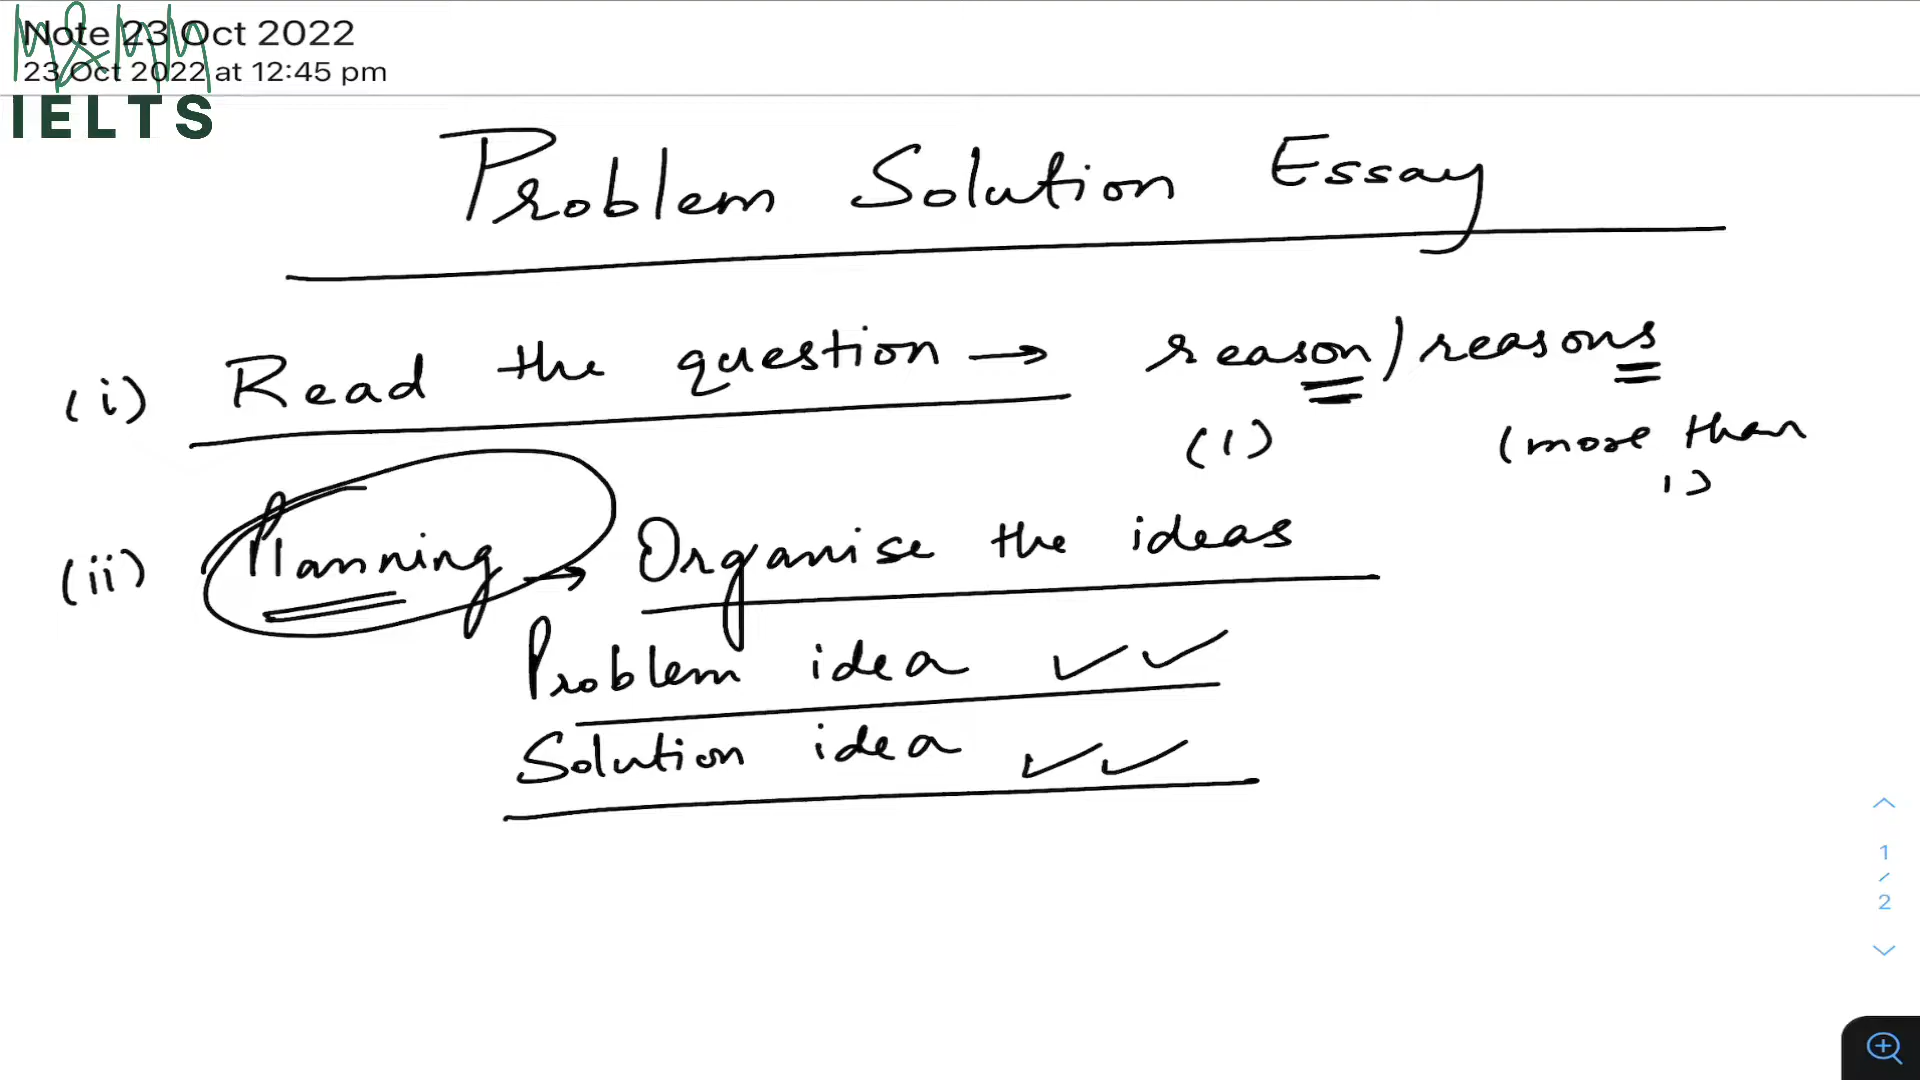 Note 23 Oct 2022
23 Oct 2022 at 12:45 pm
IELTS
Problem Solution Essay
(i) Read the question → reason/reasons
(1) (more than
1)
(ii) Planning → Organise the ideas
Problem idea ✓✓
Solution idea ✓✓
1
/
2